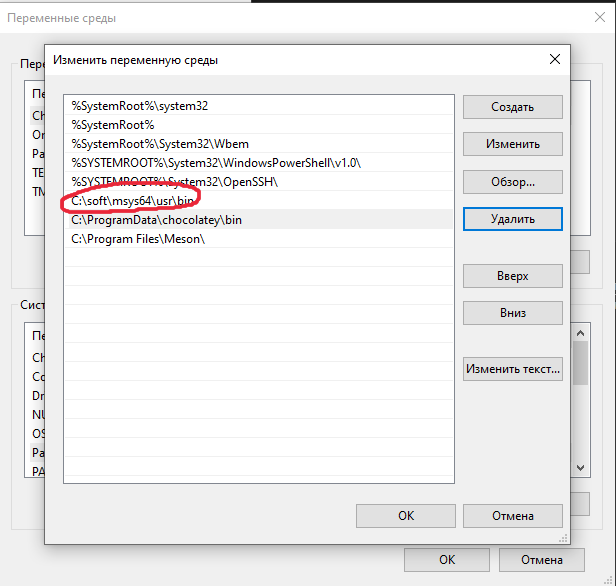 Переменные среды
Изменить переменную среды
%SystemRoot%\system32
%SystemRoot%
%SystemRoot%\System32\Wbem
%SYSTEMROOT%\System32\WindowsPowerShell\v1.0\
%SYSTEMROOT%\System32\OpenSSH\
C:\soft\msys64\usr\bin
C:\ProgramData\chocolatey\bin
C:\Program Files\Meson\
Создать
Изменить
Обзор...
Удалить
Вверх
Вниз
Изменить текст...
OK
Отмена
Пере
Пе
Ch
On
Pa
TE
TM
Сист
Пе
Ch
Co
Dr
NU
OS
Pa
PA
OK
Отмена